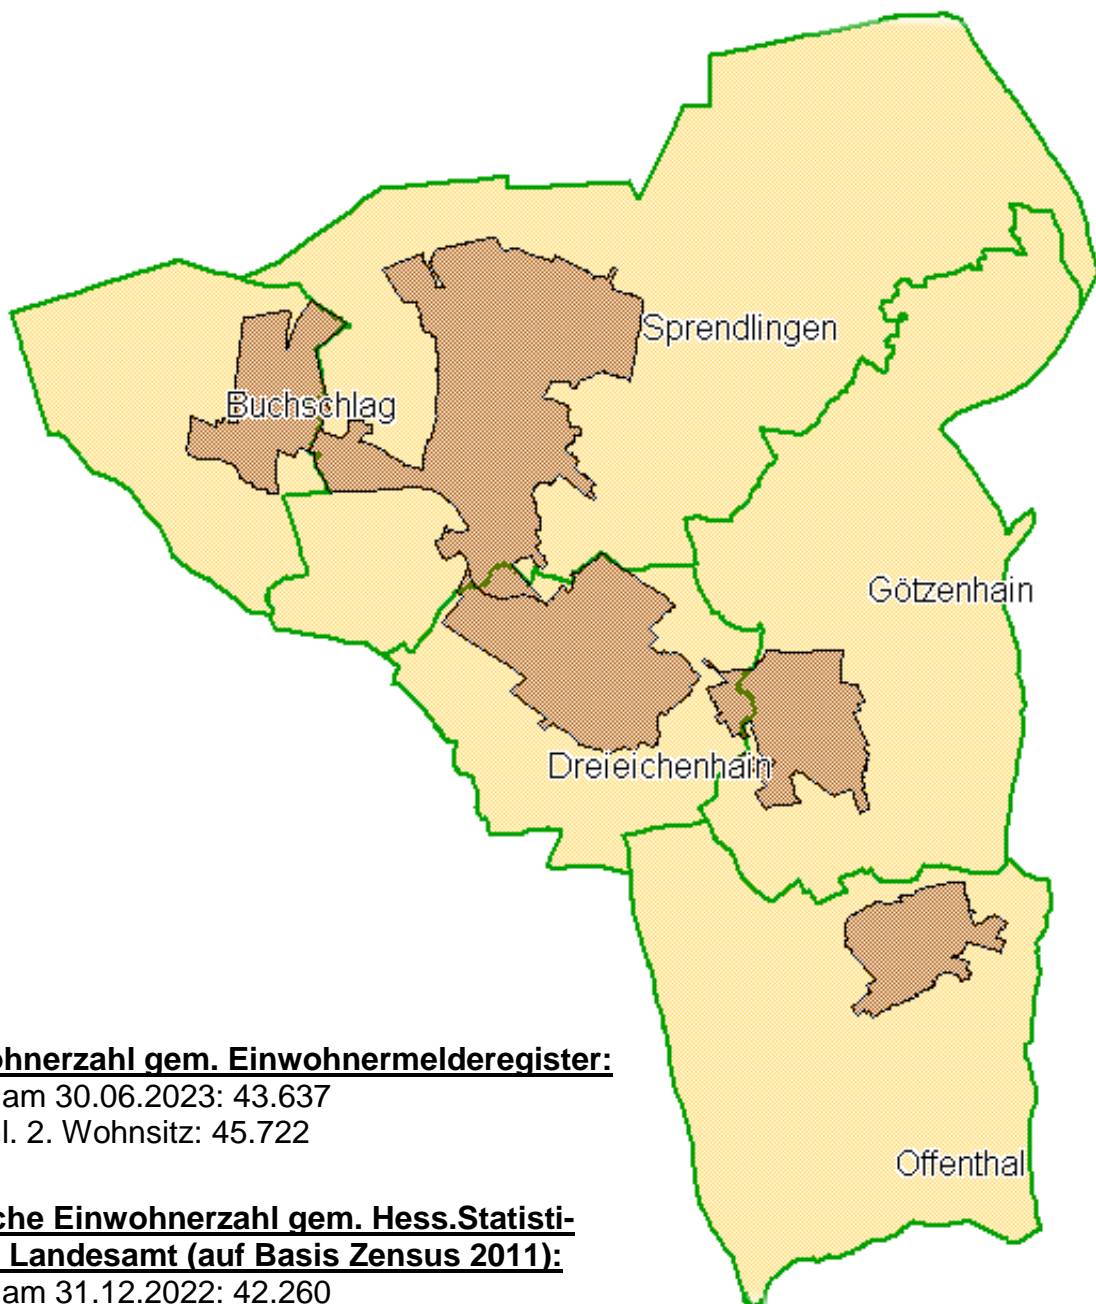 Sprendlingen
Buchschlag
Götzenhain
Dreieichenhain
ohnerzahl gem. Einwohnermelderegister:
am 30.06.2023: 43.637
l. 2. Wohnsitz: 45.722
Offenthal
che Einwohnerzahl gem. Hess.Statisti-
Landesamt (auf Basis Zensus 2011):
am 31.12.2022: 42.260